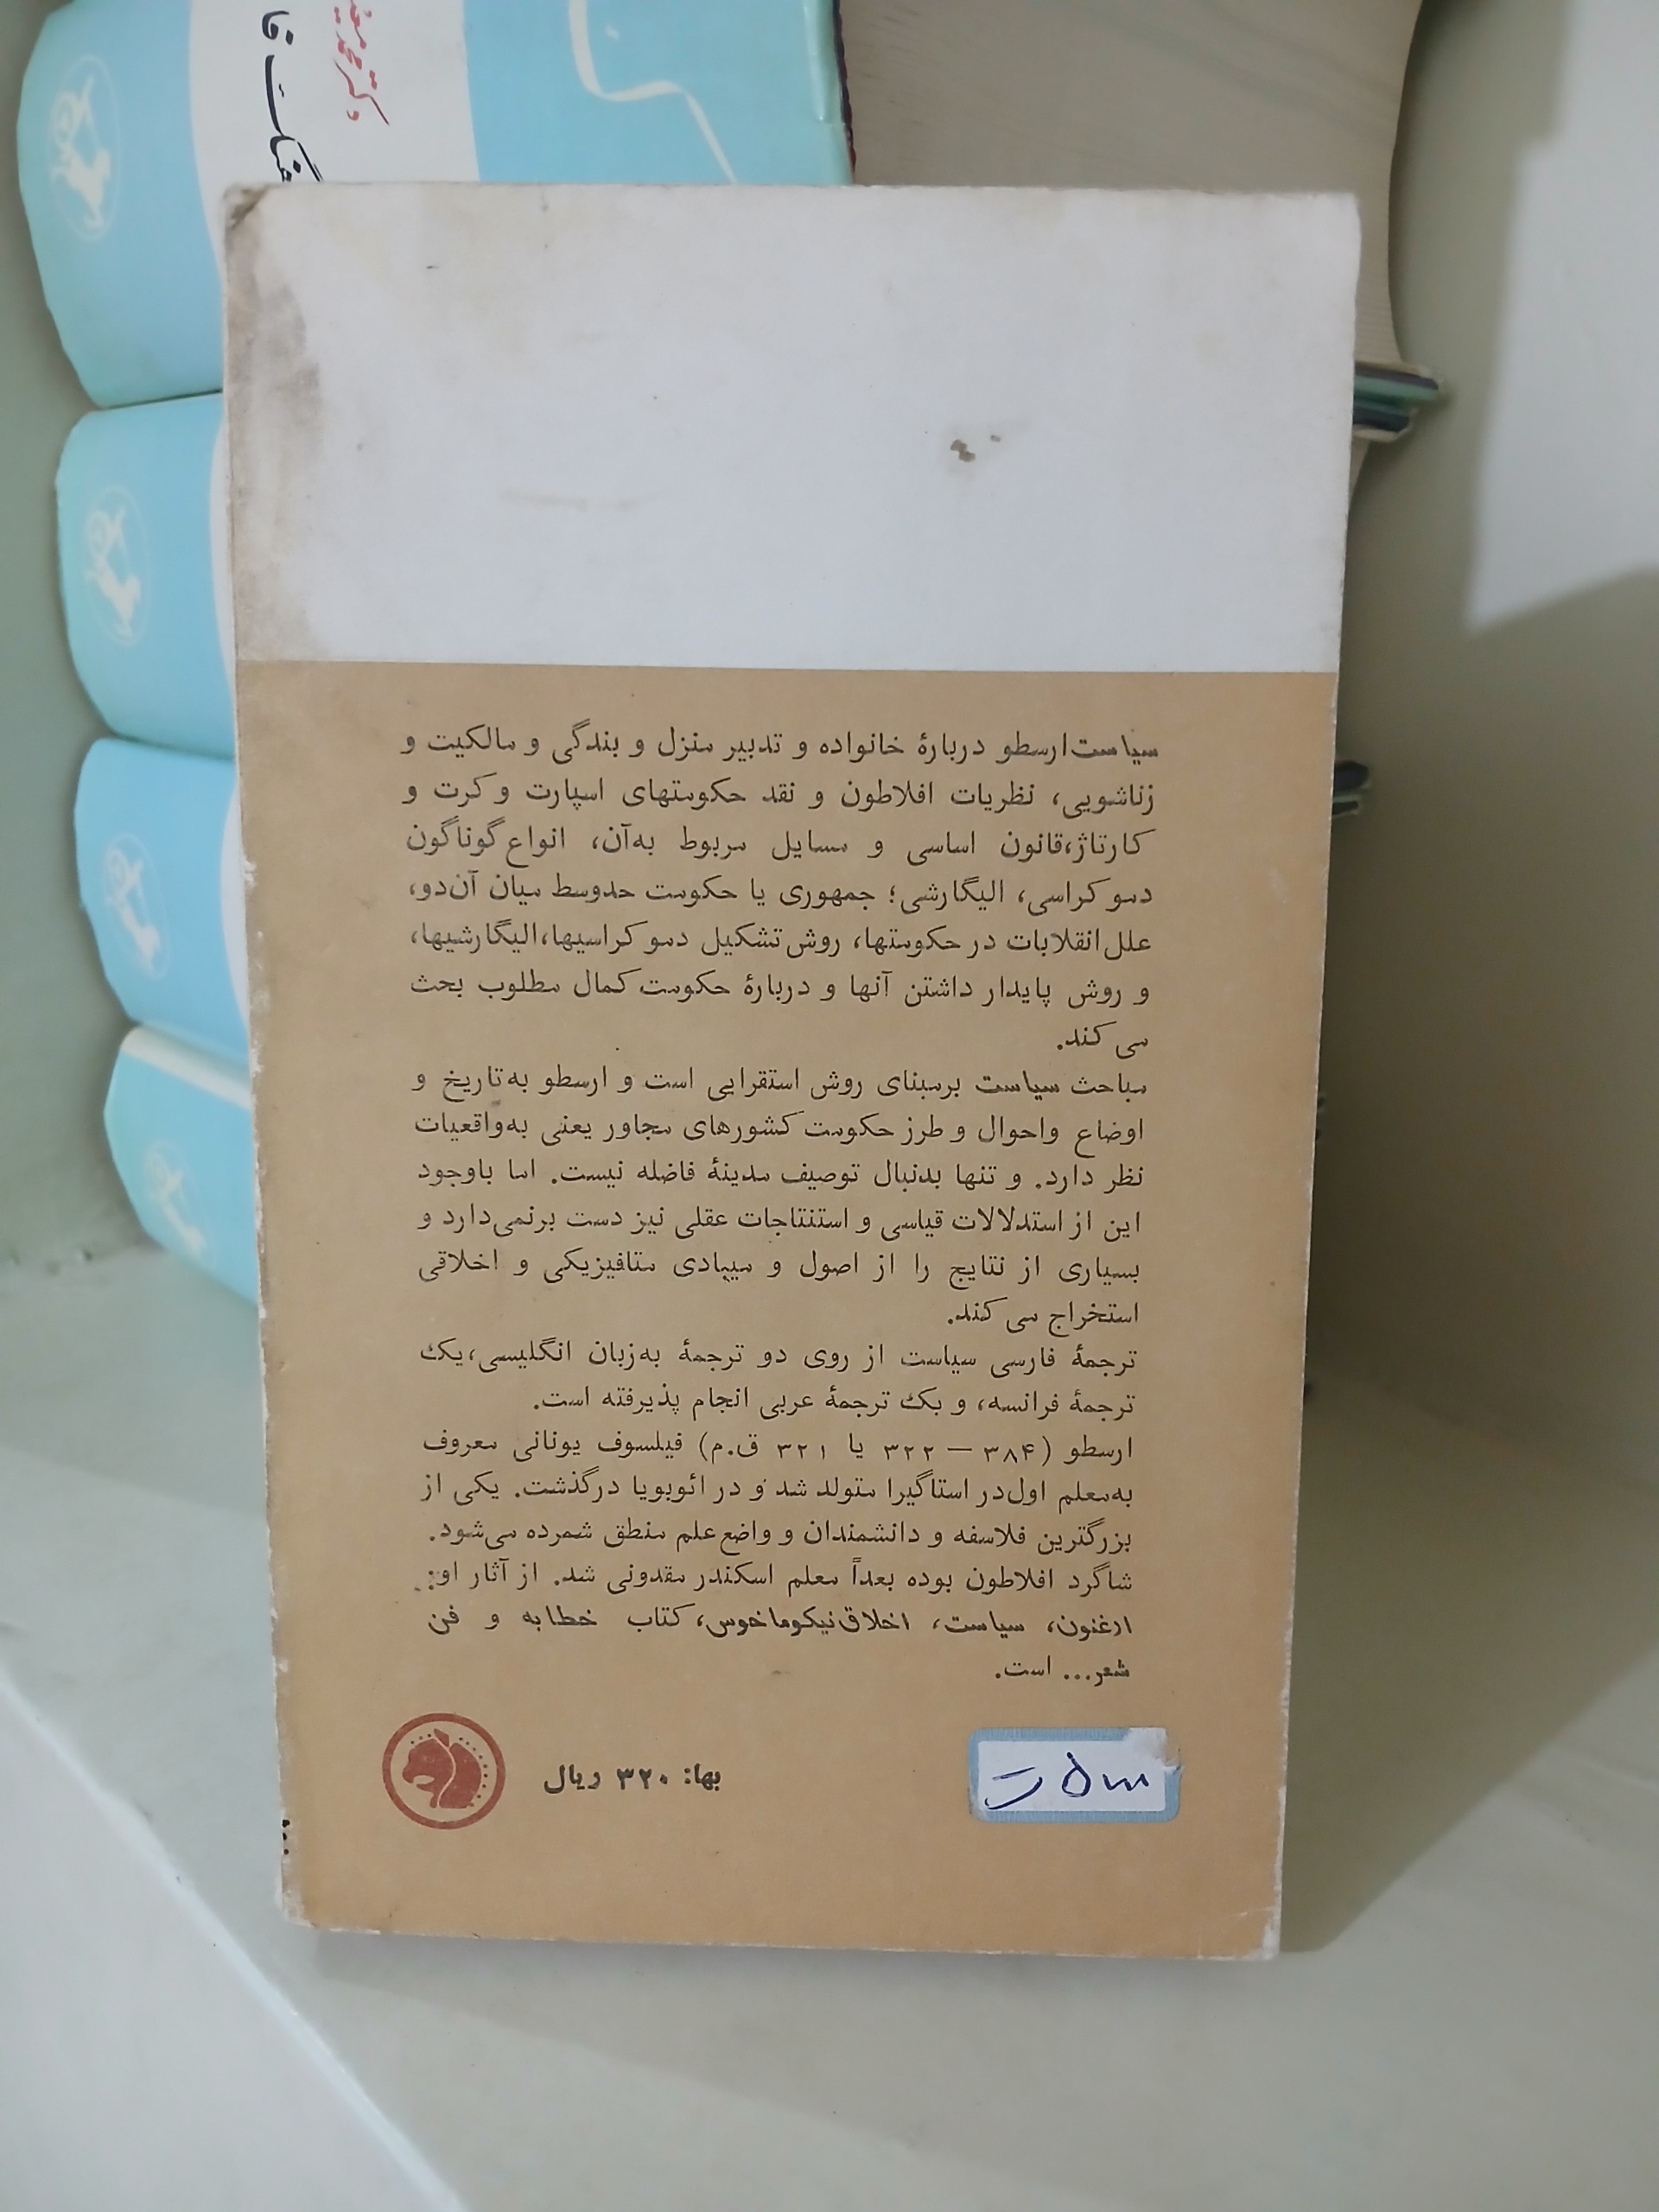 دکتر محمد معین
سیاست ارسطو دربارهٔ خانواده و تدبیر منزل و بندگی و مالکیت و
زناشویی، نظریات افلاطون و نقد حکومتهای اسپارت و کرت و
کارتاژ،قانون اساسی و مسایل مربوط به‌آن، انواع گوناگون
دموکراسی، الیگارشی؛ جمهوری یا حکومت حدوسط میان آن‌دو،
علل انقلابات در حکومتها، روش تشکیل دموکراسیها،الیگارشیها،
و روش پایدار داشتن آنها و دربارهٔ حکومت کمال مطلوب بحث
می‌کند.
مباحث سیاست برمبنای روش استقرایی است و ارسطو به‌تاریخ و
اوضاع واحوال و طرز حکومت کشورهای مجاور یعنی به‌واقعیات
نظر دارد. و تنها بدنبال توصیف مدینهٔ فاضله نیست. اما باوجود
این از استدلالات قیاسی و استنتاجات عقلی نیز دست برنمی‌دارد و
بسیاری از نتایج را از اصول و میبادی متافیزیکی و اخلاقی
استخراج می‌کند.
ترجمهٔ فارسی سیاست از روی دو ترجمهٔ به‌زبان انگلیسی،یک
ترجمهٔ فرانسه، و بک ترجمهٔ عربی انجام پذیرفته است.
ارسطو (۳۸۴ — ۳۲۲ یا ۳۲۱ ق.م) فیلسوف یونانی معروف
به‌معلم اول‌در استاگیرا متولد شد و در ائوبویا درگذشت. یکی از
بزرگترین فلاسفه و دانشمندان و واضع علم منطق شمرده می‌شود.
شاگرد افلاطون بوده بعداً معلم اسکندر مقدونی شد. از آثار او:
ارغنون، سیاست، اخلاق نیکوماخوس، کتاب خطابه و فن
شعر... است.
بها: ۳۲۰ ریال